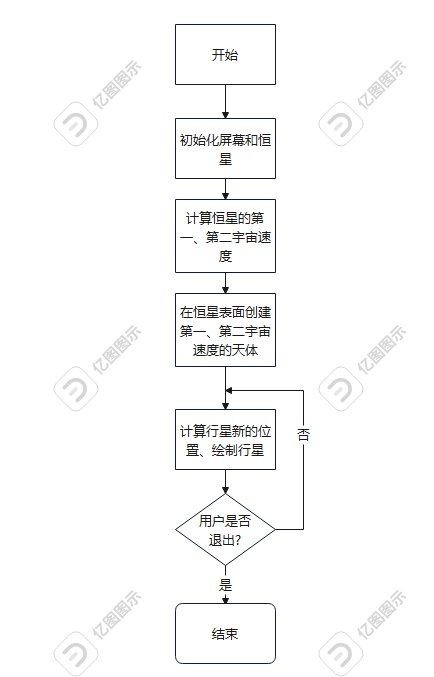 开始
亿图图示
亿图图示
初始化屏幕和恒
星
计算恒星的第
一、第二宇宙速
度
在恒星表面创建
第一、第二宇宙
速度的天体
亿图图示
亿图图示
计算行星新的位
置、绘制行星
否
用户是否
退出?
是
亿图图示
亿图图示
结束